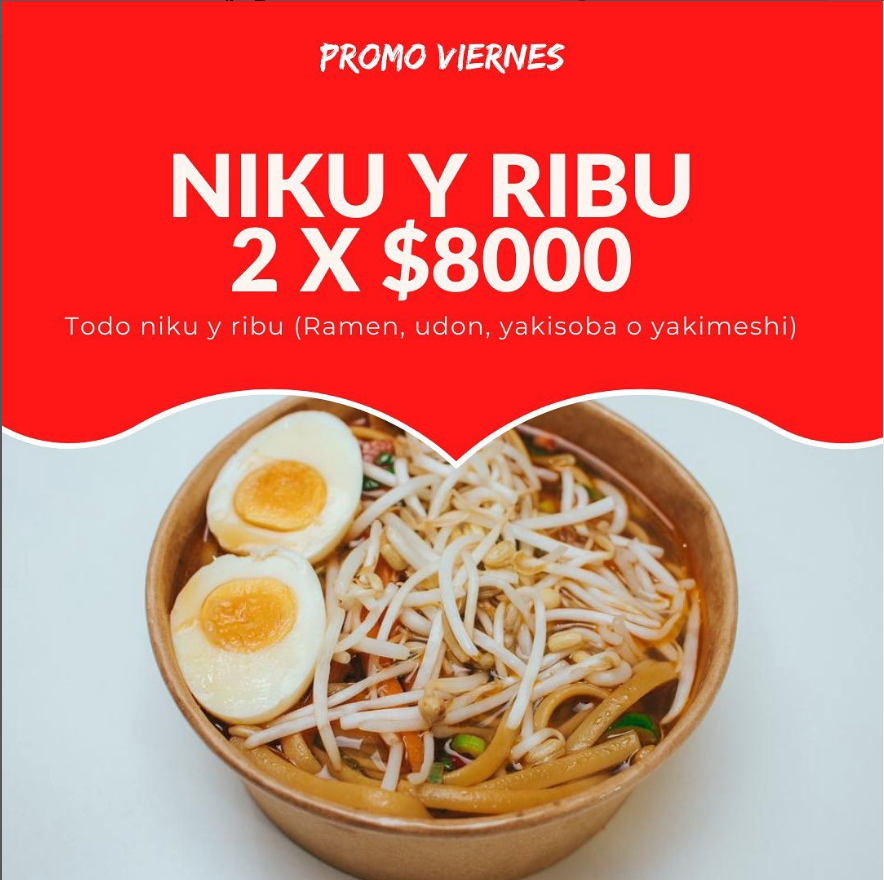 PROMO VIERNES
NIKU Y RIBU
2 X $8000
Todo niku y ribu (Ramen, udon, yakisoba o yakimeshi)